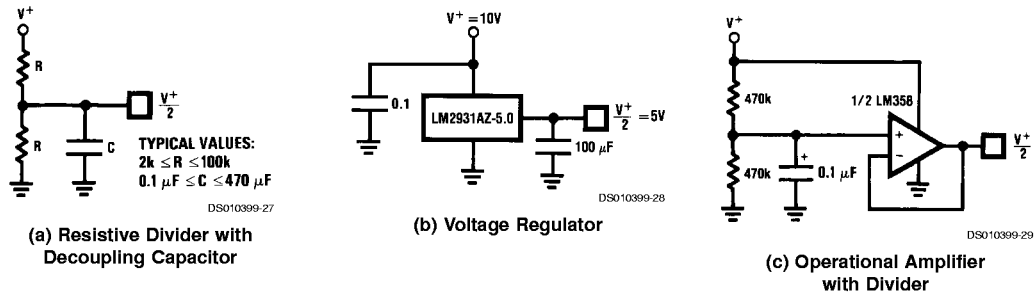 V+
R
V+/2
R
C
TYPICAL VALUES:
2k ≤ R ≤ 100k
0.1 µF ≤ C ≤ 470 µF
DS010399-27
(a) Resistive Divider with
Decoupling Capacitor
V+ = 10V
0.1
LM2931AZ-5.0
V+/2 = 5V
100 µF
DS010399-28
(b) Voltage Regulator
V+
470k
1/2 LM358
+
−
V+/2
470k
+
0.1 µF
DS010399-29
(c) Operational Amplifier
with Divider